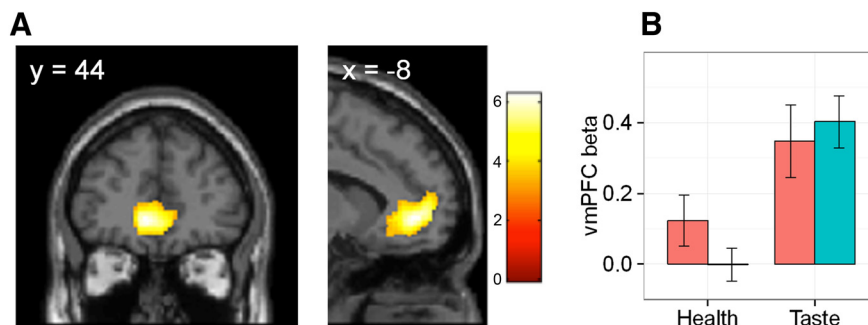 A
y = 44
x = -8
6
4
2
0
B
vmPFC beta
0.4
0.2
0.0
Health
Taste